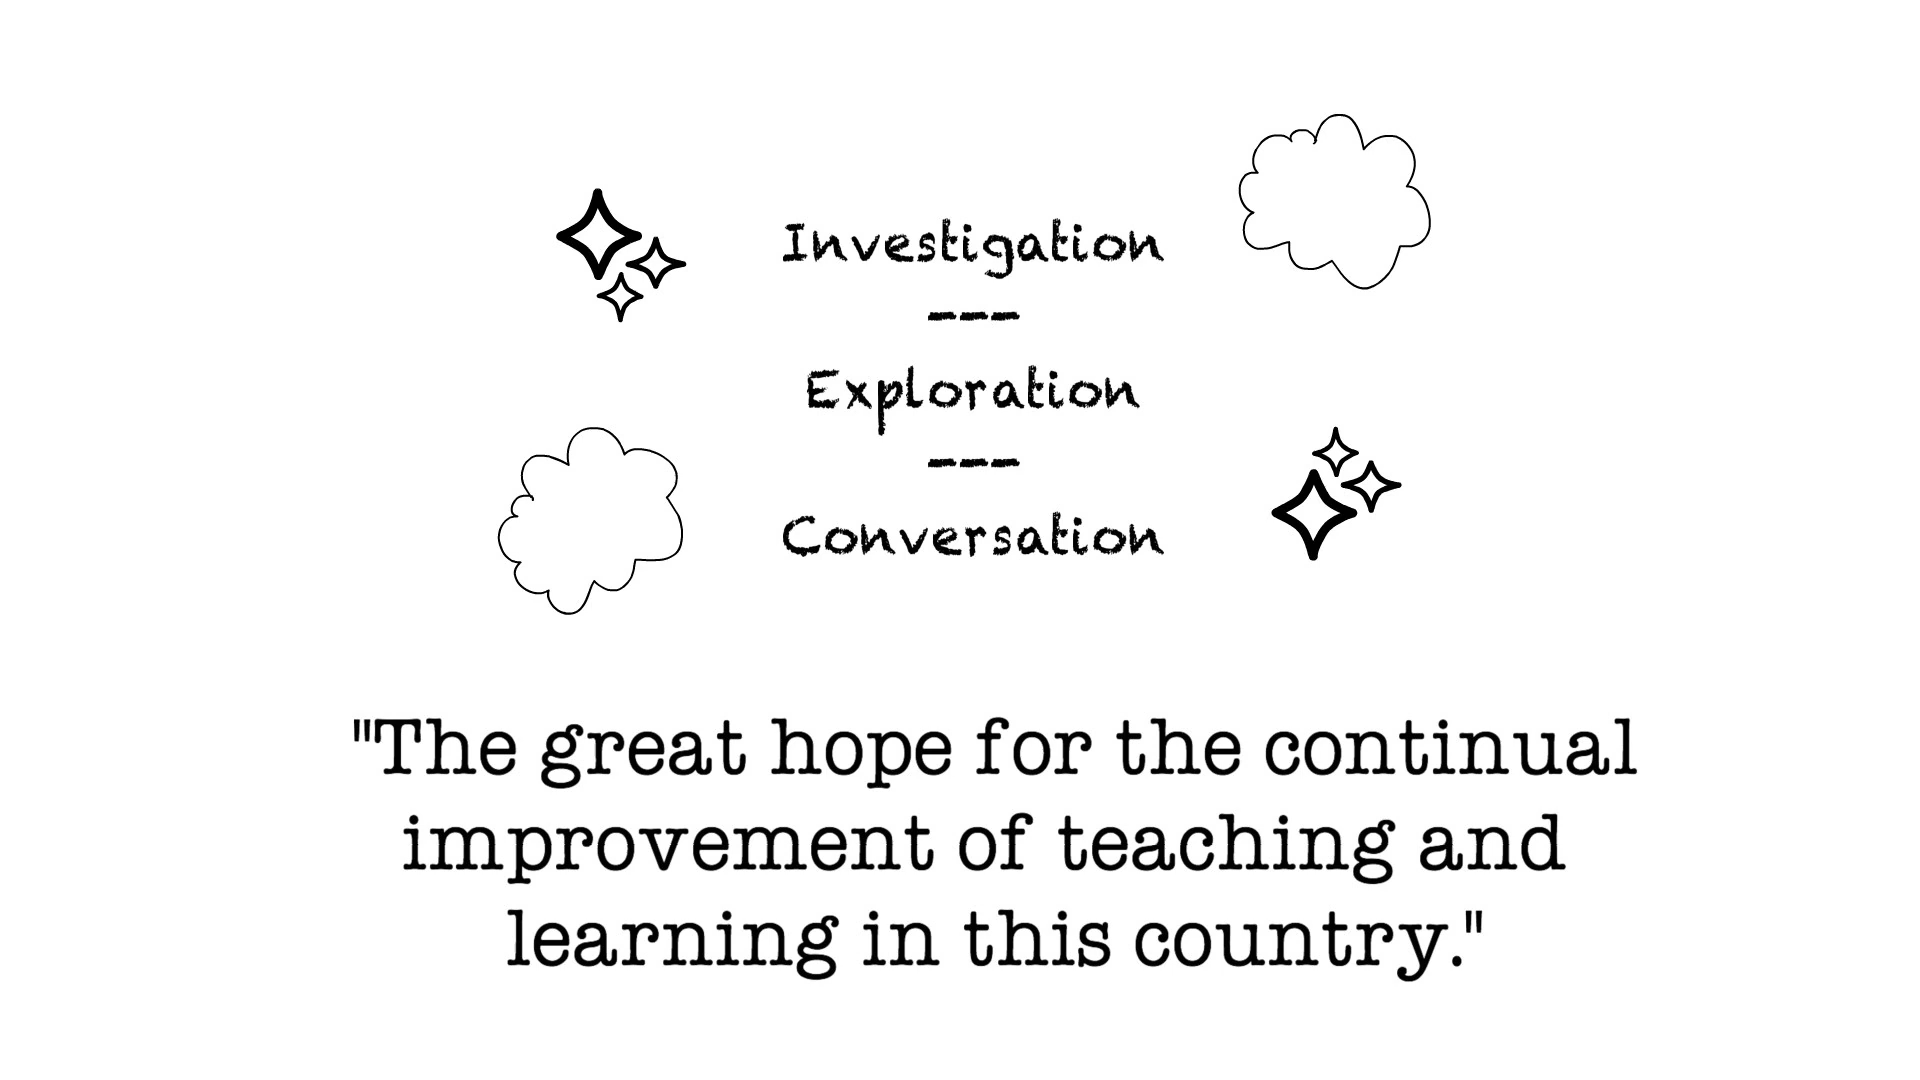 Investigation
---
Exploration
---
Conversation
"The great hope for the continual
improvement of teaching and
learning in this country."